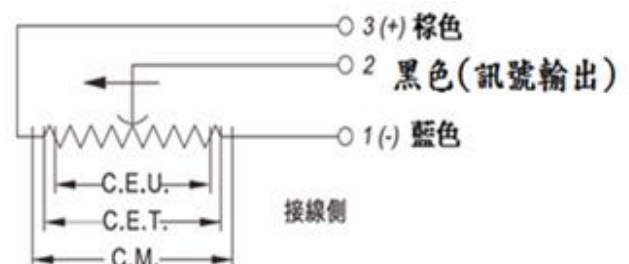 3 (+) 棕色
2 黑色(訊號輸出)
1 (-) 藍色
C.E.U.
C.E.T.
接線側
C.M.